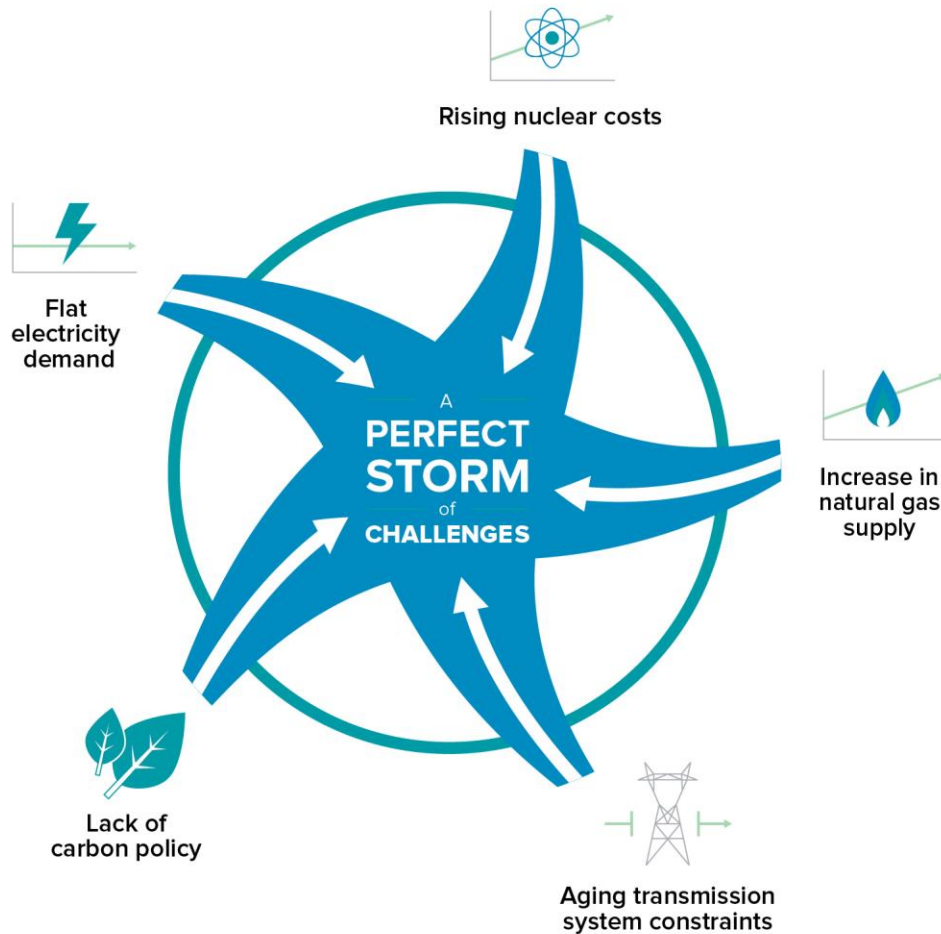 Rising nuclear costs
Flat
electricity
demand
A
PERFECT
STORM
of
CHALLENGES
Increase in
natural gas
supply
Lack of
carbon policy
Aging transmission
system constraints